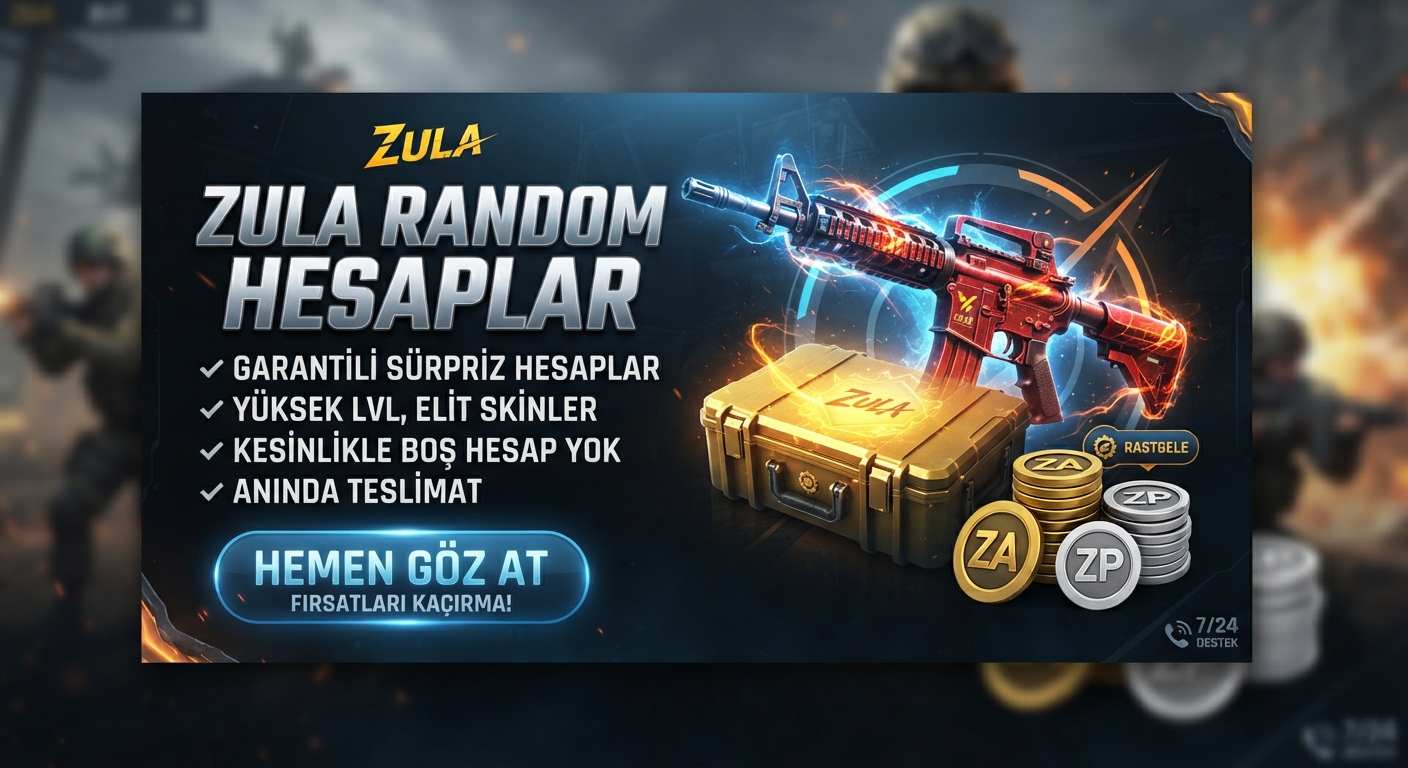 ZULA
ZULA RANDOM
HESAPLAR
GARANTİLİ SÜRPRİZ HESAPLAR
YÜKSEK LVL, ELİT SKİNLER
KESİNLİKLE BOŞ HESAP YOK
ANINDA TESLİMAT
HEMEN GÖZ AT
FIRSATLARI KAÇIRMA!
ZULA
RASTGELE
ZA
ZP
ZA
ZP
7/24
DESTEK